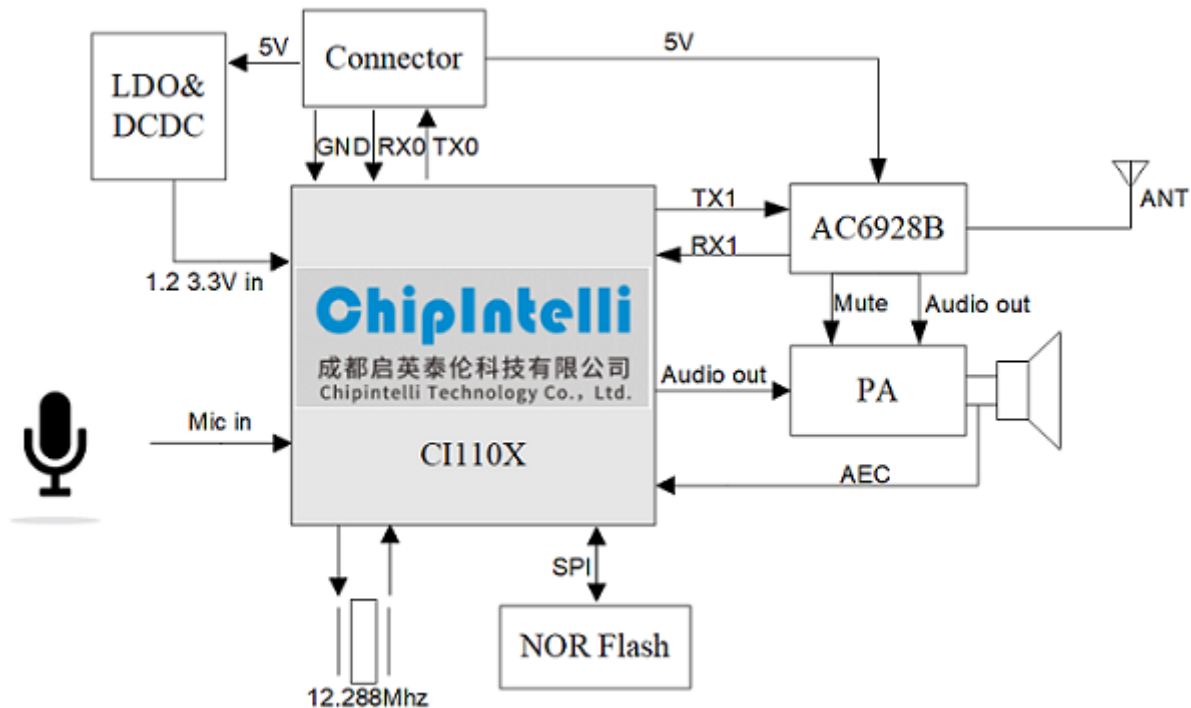 5V
Connector
5V
LDO&
DCDC
GND
RX0
TX0
TX1
AC6928B
ANT
RX1
1.2 3.3V in
Mute
Audio out
ChipIntelli
成都启英泰伦科技有限公司
Chipintelli Technology Co., Ltd.
Audio out
PA
Mic in
CI110X
AEC
SPI
NOR Flash
12.288Mhz